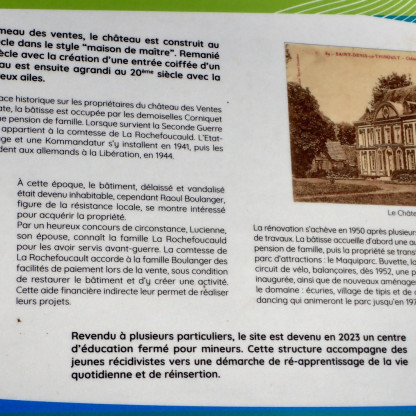 meau des ventes, le château est construit au
cle dans le style "maison de maître". Remanié
ècle avec la création d'une entrée coiffée d'un
au est ensuite agrandi au 20ème siècle avec la
eux ailes.
ace historique sur les propriétaires du château des Ventes
ate, la bâtisse est occupée par les demoiselles Corniquet
ne pension de famille. Lorsque survient la Seconde Guerre
appartient à la comtesse de La Rochefoucauld. L'Etat-
ège et une Kommandatur s'y installent en 1941, puis les
dent aux allemands à la Libération, en 1944.
À cette époque, le bâtiment, délaissé et vandalisé
était devenu inhabitable, cependant Raoul Boulanger,
figure de la résistance locale, se montre intéressé
pour acquérir la propriété.
Par un heureux concours de circonstance, Lucienne,
son épouse, connaît la famille La Rochefoucauld
pour les avoir servis avant-guerre. La comtesse de
La Rochefoucault accorde à la famille Boulanger des
facilités de paiement lors de la vente, sous condition
de restaurer le bâtiment et d'y créer une activité.
Cette aide financière indirecte leur permet de réaliser
leurs projets.
SAINT-DENIS-le-THIBOULT
Le Chât
La rénovation s'achève en 1950 après plusieur
de travaux. La bâtisse accueille d'abord une au
pension de famille, puis la propriété se transf
parc d'attractions : le Maquiparc. Buvette, la
circuit de vélo, balançoires, dès 1952, une p
inaugurée, ainsi que de nouveaux aménager
le domaine : écuries, village de tipis et de c
dancing qui animeront le parc jusqu'en 197
Revendu à plusieurs particuliers, le site est devenu en 2023 un centre
d'éducation fermé pour mineurs. Cette structure accompagne des
jeunes récidivistes vers une démarche de ré-apprentissage de la vie
quotidienne et de réinsertion.